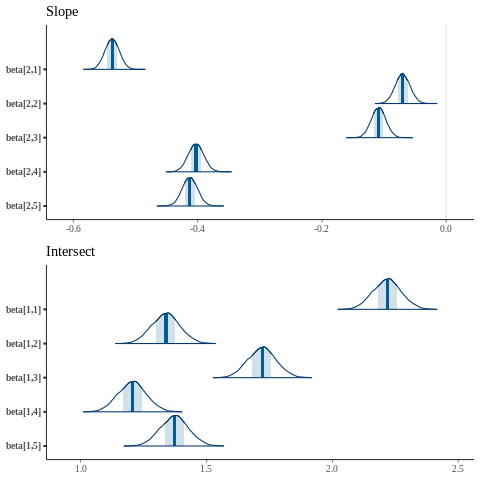 Slope
beta[2,1]
beta[2,2]
beta[2,3]
beta[2,4]
beta[2,5]
-0.6 -0.4 -0.2 0.0
Intersect
beta[1,1]
beta[1,2]
beta[1,3]
beta[1,4]
beta[1,5]
1.0 1.5 2.0 2.5